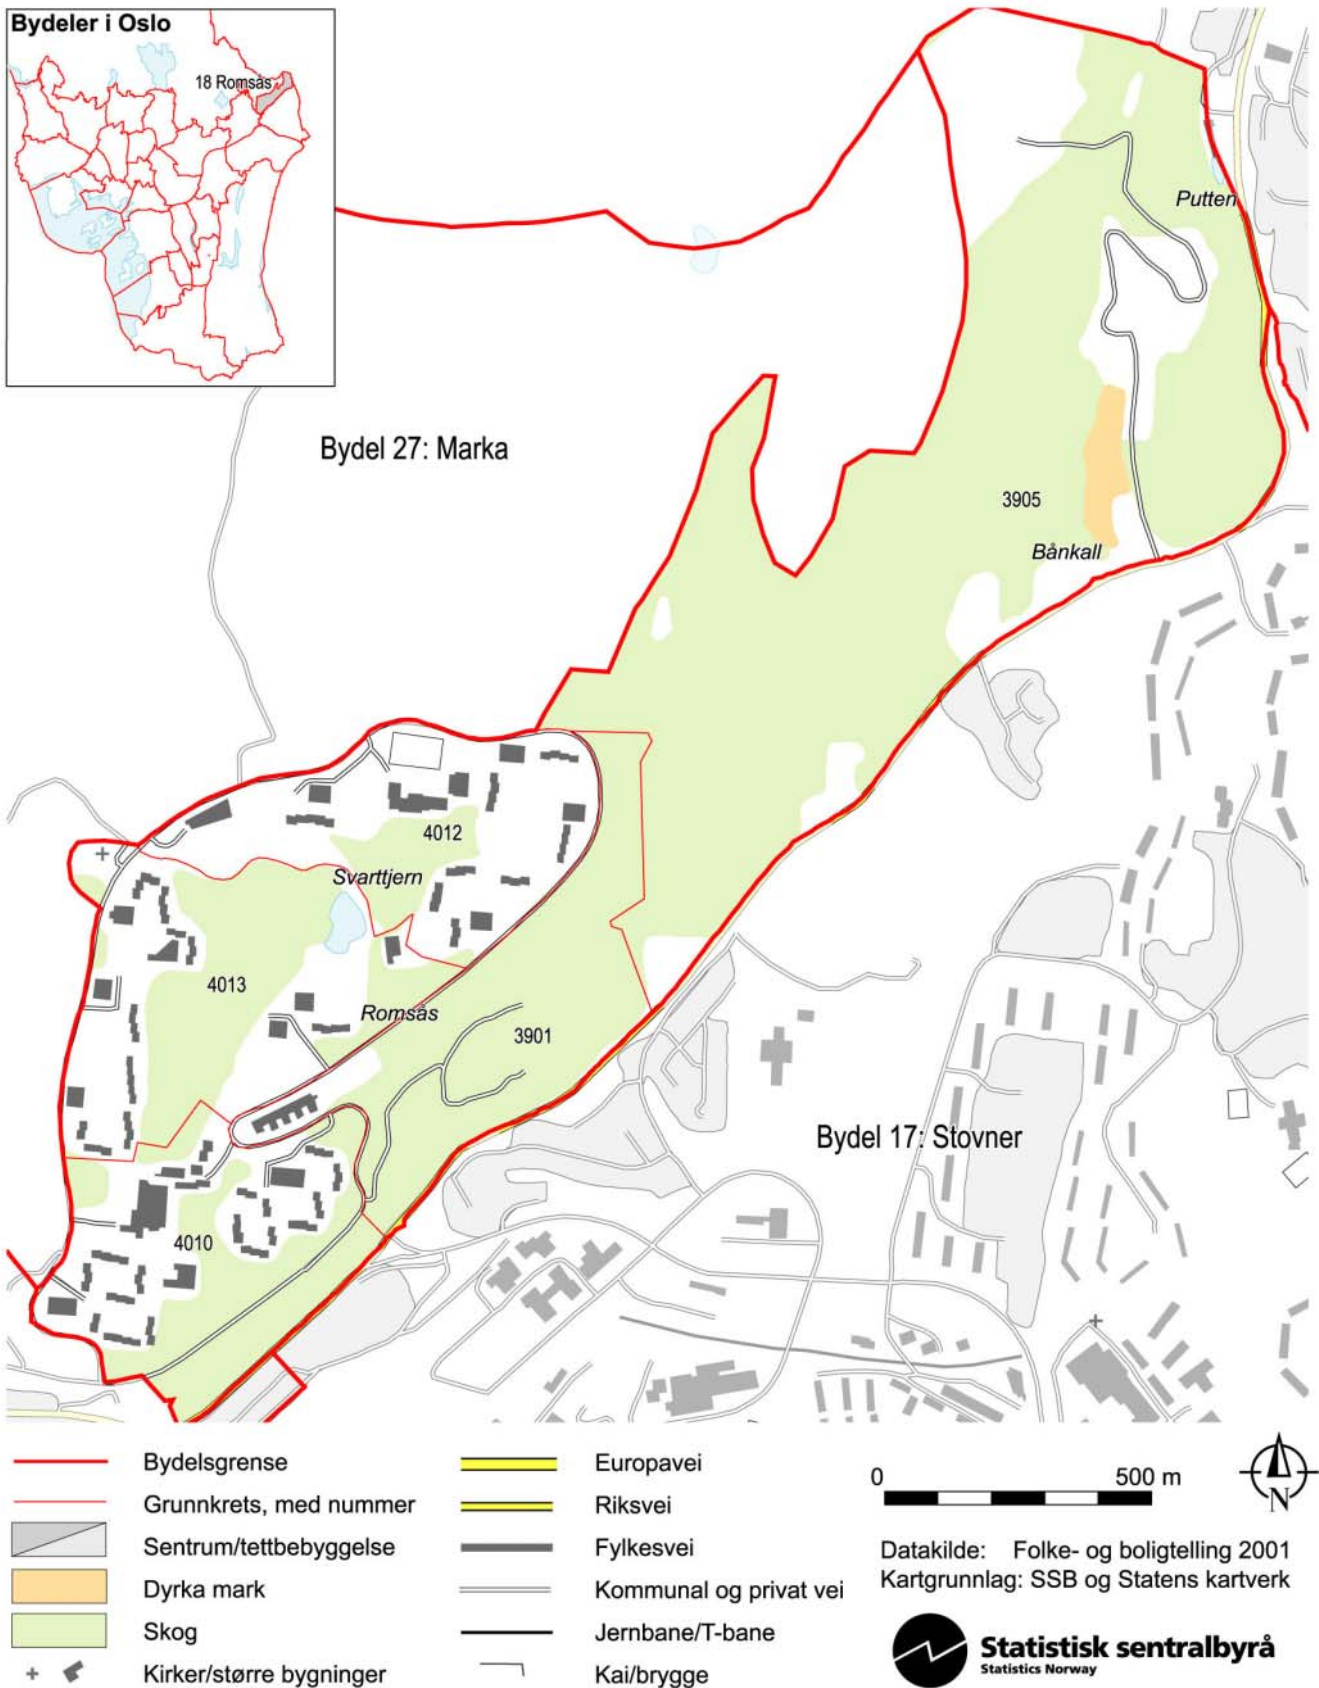 Bydeler i Oslo
18 Romsås
Putten
Bydel 27: Marka
3905
Bånkall
4012
Svarttjern
4013
Romsås
3901
Bydel 17: Stovner
4010
Bydelsgrense
Grunnkrets, med nummer
Sentrum/tettbebyggelse
Dyrka mark
Skog
Kirker/større bygninger
Europavei
Riksvei
Fylkesvei
Kommunal og privat vei
Jernbane/T-bane
Kai/brygge
0 500 m
N
Datakilde: Folke- og boligtelling 2001
Kartgrunnlag: SSB og Statens kartverk
Statistisk sentralbyrå
Statistics Norway